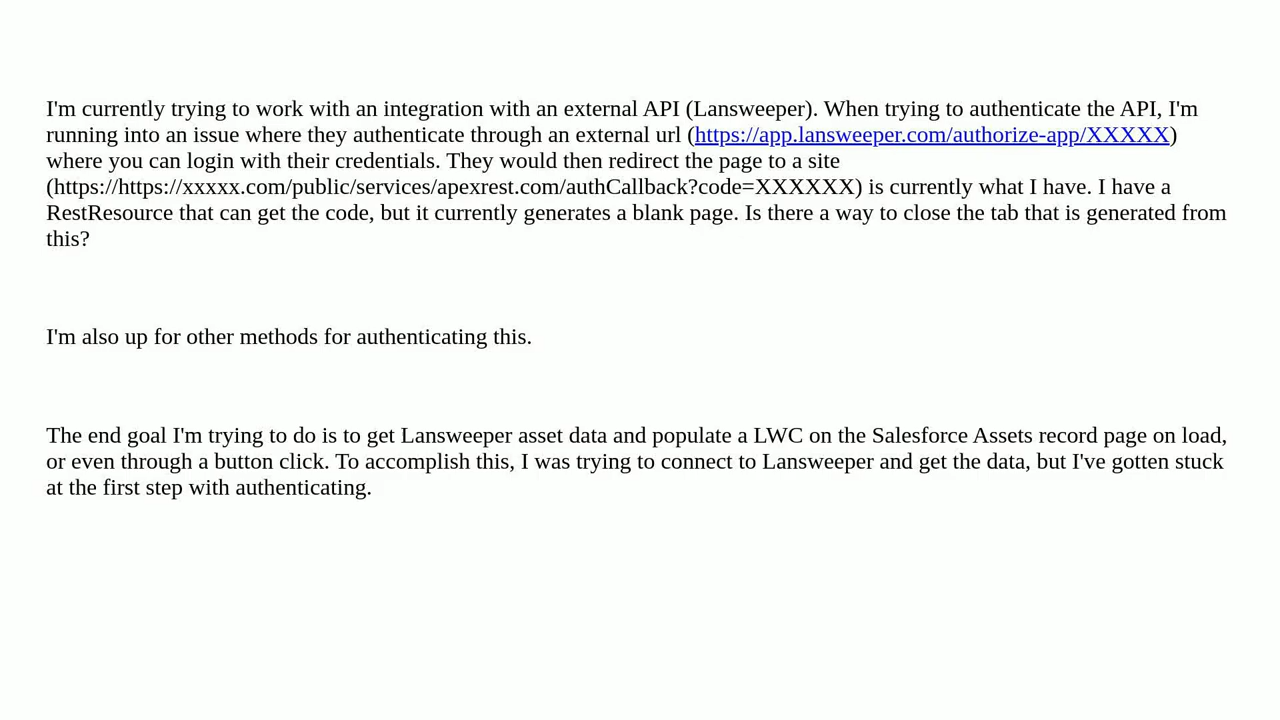 I'm currently trying to work with an integration with an external API (Lansweeper). When trying to authenticate the API, I'm
running into an issue where they authenticate through an external url (https://app.lansweeper.com/authorize-app/XXXXX)
where you can login with their credentials. They would then redirect the page to a site
(https://https://xxxxx.com/public/services/apexrest.com/authCallback?code=XXXXXX) is currently what I have. I have a
RestResource that can get the code, but it currently generates a blank page. Is there a way to close the tab that is generated from
this?
I'm also up for other methods for authenticating this.
The end goal I'm trying to do is to get Lansweeper asset data and populate a LWC on the Salesforce Assets record page on load,
or even through a button click. To accomplish this, I was trying to connect to Lansweeper and get the data, but I've gotten stuck
at the first step with authenticating.